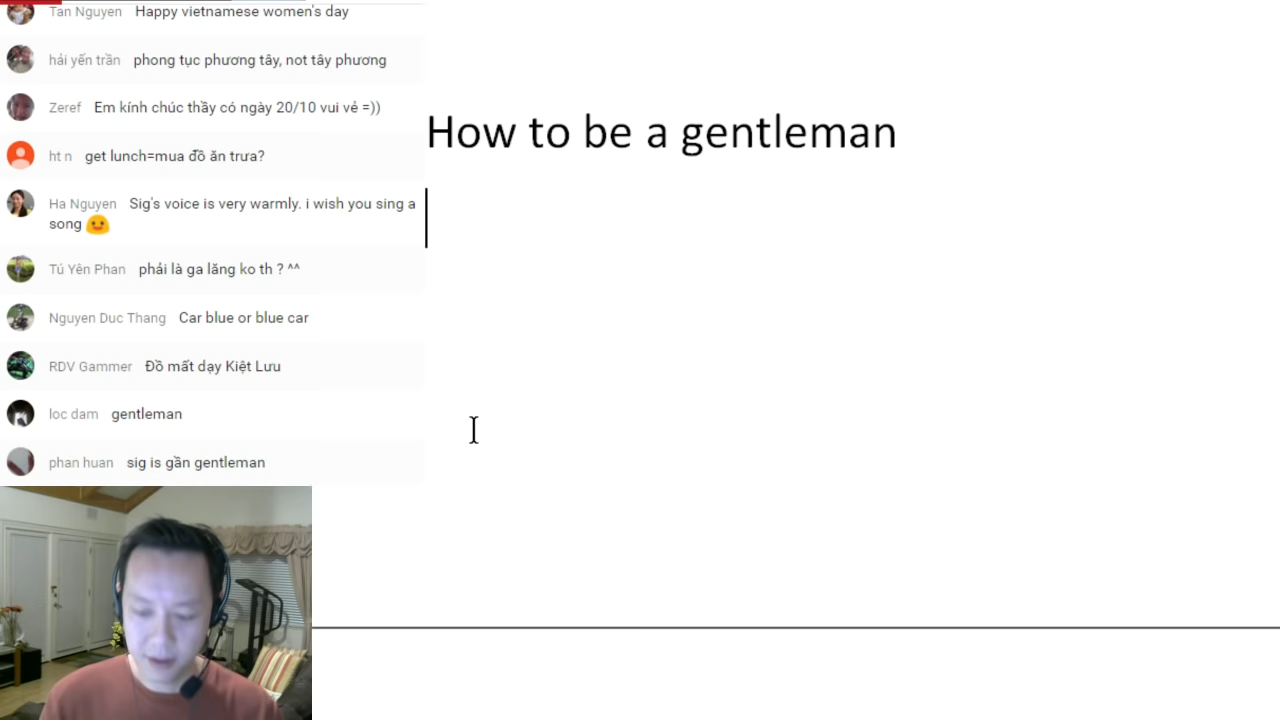 Tan Nguyen Happy vietnamese women's day
hải yến trần phong tục phương tây, not tây phương
Zeref Em kính chúc thầy có ngày 20/10 vui vẻ =))
ht n get lunch=mua đồ ăn trưa?
Ha Nguyen Sig's voice is very warmly. i wish you sing a
song
Tú Yên Phan phải là ga lăng ko th ? ^^
Nguyen Duc Thang Car blue or blue car
RDV Gammer Đồ mất dạy Kiệt Lưu
loc dam gentleman
phan huan sig is gần gentleman
How to be a gentleman